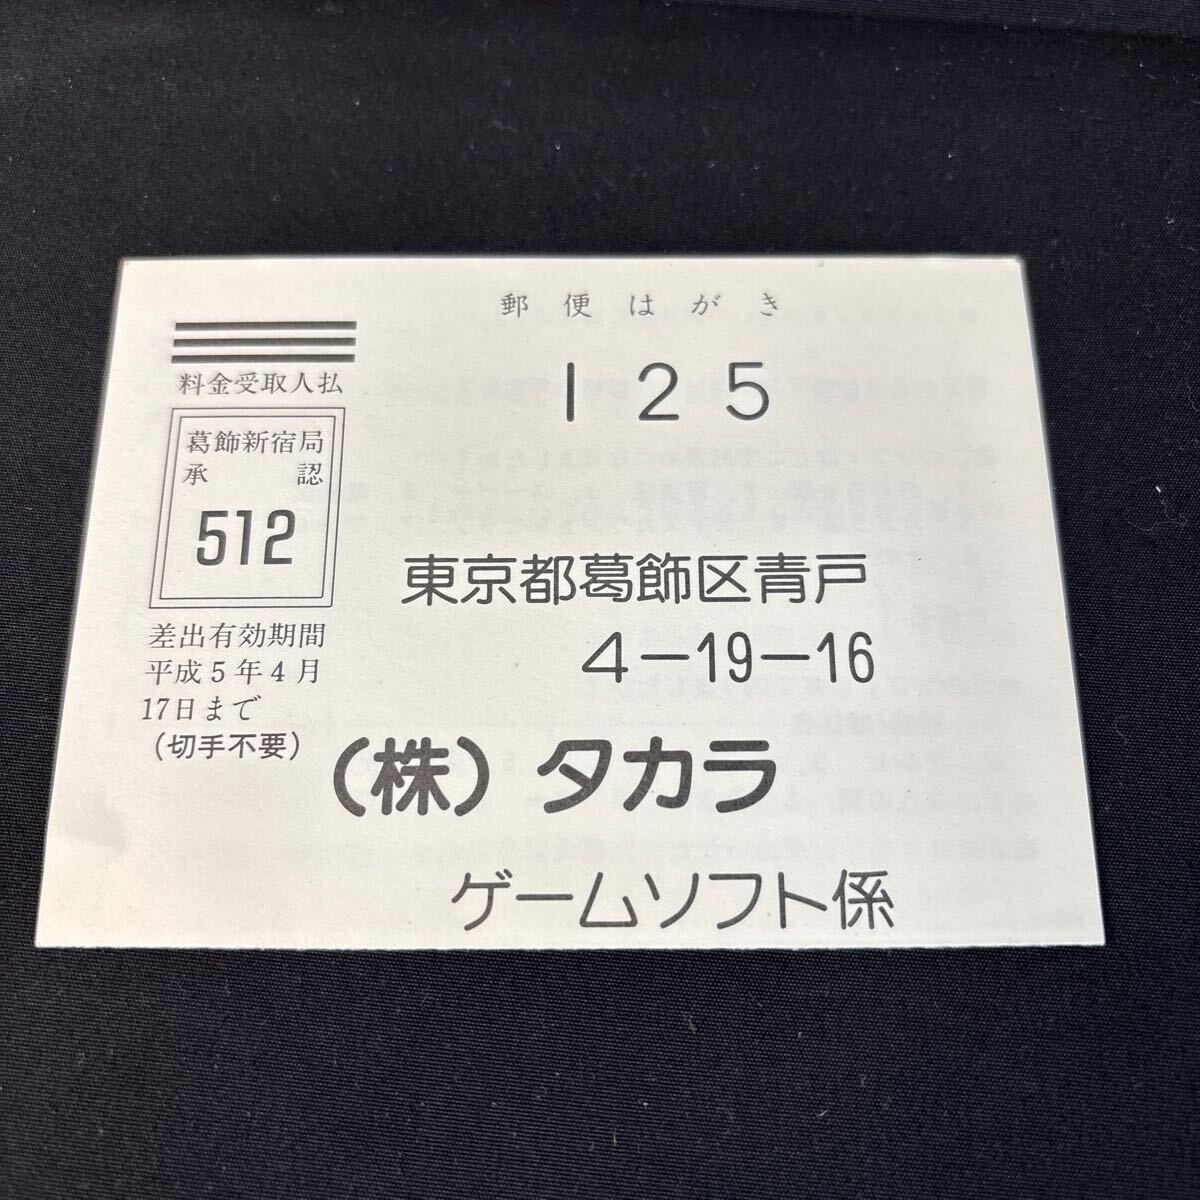 郵便はがき
125
料金受取人払
葛飾新宿局
承認
512
差出有効期間
平成5年4月
17日まで
(切手不要)
東京都葛飾区青戸
4-19-16
(株)タカラ
ゲームソフト係